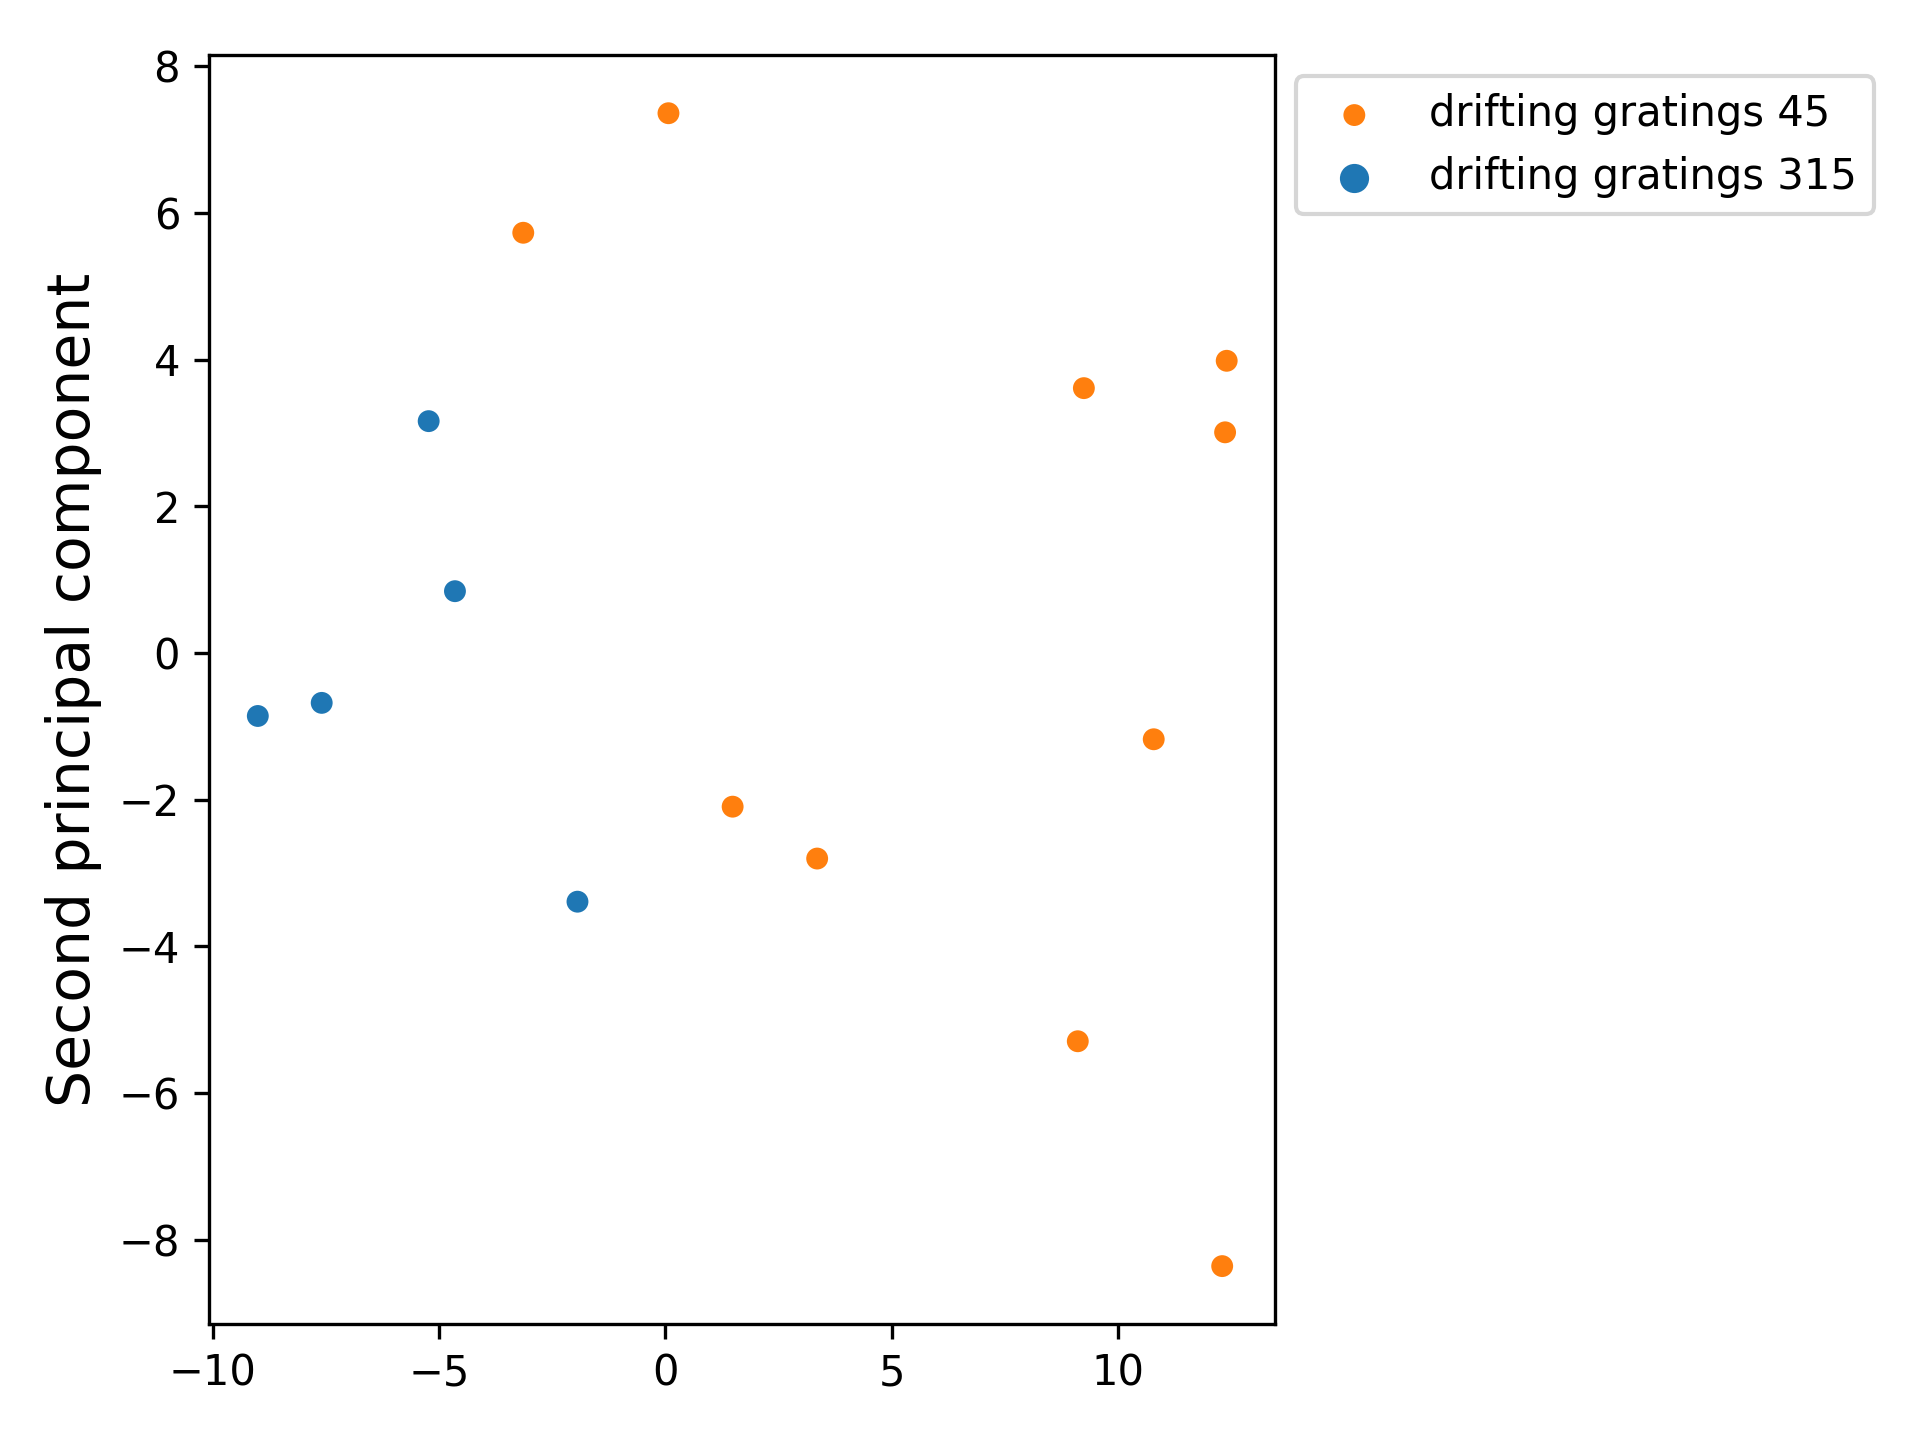 8
6
4
2
0
−2
−4
−6
−8
Second principal component
−10 −5 0 5 10
drifting gratings 45
drifting gratings 315